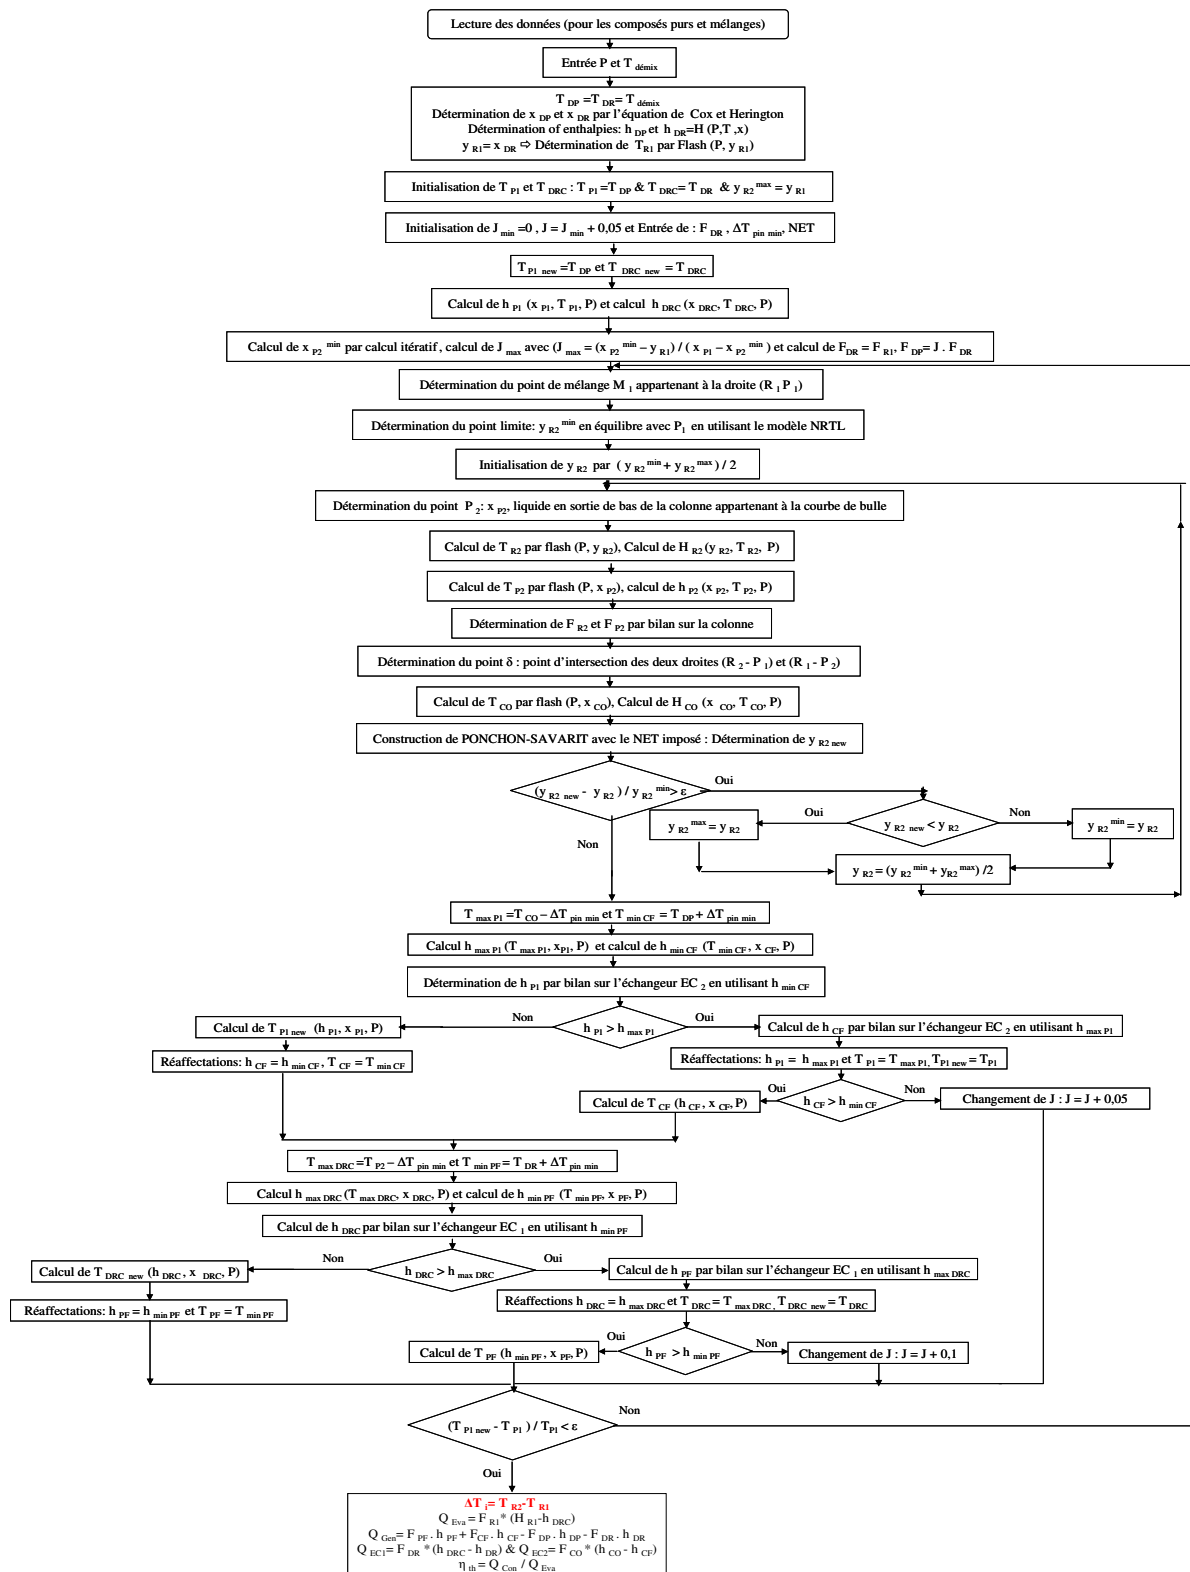 Lecture des données (pour les composés purs et mélanges)
Entrée P et T démix
T DP =T DR= T démix
Détermination de x DP et x DR par l'équation de Cox et Herington
Détermination of enthalpies: h DP et h DR=H (P,T ,x)
y R1= x DR ⇨ Détermination de T R1 par Flash (P, y R1)
Initialisation de T P1 et T DRC : T P1 =T DP & T DRC= T DR & y R2 max = y R1
Initialisation de J min =0 , J = J min + 0,05 et Entrée de : F DR , ΔT pin min, NET
T P1 new =T DP et T DRC new = T DRC
Calcul de h P1 (x P1, T P1, P) et calcul h DRC (x DRC, T DRC, P)
Calcul de x P2 min par calcul itératif , calcul de J max avec (J max = (x P2 min – y R1) / ( x P1 – x P2 min ) et calcul de F DR = F R1, F DP= J . F DR
Détermination du point de mélange M 1 appartenant à la droite (R 1 P 1)
Détermination du point limite: y R2 min en équilibre avec P 1 en utilisant le modèle NRTL
Initialisation de y R2 par ( y R2 min + y R2 max ) / 2
Détermination du point P 2: x P2, liquide en sortie de bas de la colonne appartenant à la courbe de bulle
Calcul de T R2 par flash (P, y R2), Calcul de H R2 (y R2, T R2, P)
Calcul de T P2 par flash (P, x P2), calcul de h P2 (x P2, T P2, P)
Détermination de F R2 et F P2 par bilan sur la colonne
Détermination du point δ : point d'intersection des deux droites (R 2 - P 1) et (R 1 - P 2)
Calcul de T CO par flash (P, x CO), Calcul de H CO (x CO, T CO, P)
Construction de PONCHON-SAVARIT avec le NET imposé : Détermination de y R2 new
(y R2 new - y R2 ) / y R2 min> ε
Oui
Non
y R2 new < y R2
Oui
Non
y R2 max = y R2
y R2 min = y R2
y R2 = (y R2 min + y R2 max) /2
T max P1 =T CO – ΔT pin min et T min CF = T DP + ΔT pin min
Calcul h max P1 (T max P1, x P1, P) et calcul de h min CF (T min CF , x CF, P)
Détermination de h P1 par bilan sur l'échangeur EC 2 en utilisant h min CF
h P1 > h max P1
Non
Oui
Calcul de T P1 new (h P1, x P1, P)
Calcul de h CF par bilan sur l'échangeur EC 2 en utilisant h max P1
Réaffectations: h CF = h min CF , T CF = T min CF
Réaffectations: h P1 = h max P1 et T P1 = T max P1, T P1 new = T P1
h CF > h min CF
Oui
Non
Calcul de T CF (h CF , x CF, P)
Changement de J : J = J + 0,05
T max DRC =T P2 – ΔT pin min et T min PF = T DR + ΔT pin min
Calcul h max DRC (T max DRC, x DRC, P) et calcul de h min PF (T min PF, x PF, P)
Calcul de h DRC par bilan sur l'échangeur EC 1 en utilisant h min PF
h DRC > h max DRC
Non
Oui
Calcul de T DRC new (h DRC , x DRC, P)
Calcul de h PF par bilan sur l'échangeur EC 1 en utilisant h max DRC
Réaffectations: h PF = h min PF et T PF = T min PF
Réaffections h DRC = h max DRC et T DRC = T max DRC , T DRC new = T DRC
h PF > h min PF
Oui
Non
Calcul de T PF (h min PF , x PF, P)
Changement de J : J = J + 0,1
(T P1 new - T P1 ) / T P1 < ε
Non
Oui
ΔT i= T R2-T R1
Q Eva = F R1* (H R1-h DRC)
Q Gen= F PF . h PF + F CF . h CF - F DP . h DP - F DR . h DR
Q EC1= F DR * (h DRC - h DR) & Q EC2= F CO * (h CO - h CF)
η th = Q Con / Q Eva